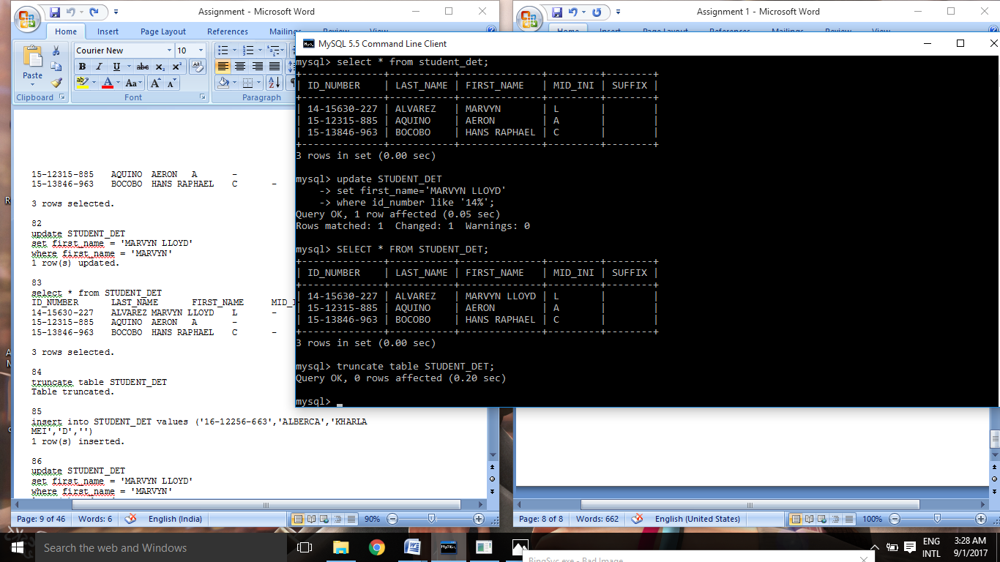 Assignment - Microsoft Word
Home Insert Page Layout References Mailings Review View
Courier New 10
Paste
Clipboard Font Paragraph
15-12315-885 AQUINO AERON A -
15-13846-963 BOCOBO HANS RAPHAEL C -
3 rows selected.
82
update STUDENT_DET
set first_name = 'MARVYN LLOYD'
where first_name = 'MARVYN'
1 row(s) updated.
83
select * from STUDENT_DET
ID_NUMBER LAST_NAME FIRST_NAME MID_I
14-15630-227 ALVAREZ MARVYN LLOYD L -
15-12315-885 AQUINO AERON A -
15-13846-963 BOCOBO HANS RAPHAEL C -
3 rows selected.
84
truncate table STUDENT_DET
Table truncated.
85
insert into STUDENT_DET values ('16-12256-663','ALBERCA','KHARLA
MEI','D','')
1 row(s) inserted.
86
update STUDENT_DET
set first_name = 'MARVYN LLOYD'
where first_name = 'MARVYN'
Page: 9 of 46 Words: 6 English (India) 90%
Assignment 1 - Microsoft Word
Home Insert Page Layout References Mailings Review View
MySQL 5.5 Command Line Client
mysql> select * from student_det;
+--------------+-----------+--------------+---------+--------+
| ID_NUMBER | LAST_NAME | FIRST_NAME | MID_INI | SUFFIX |
+--------------+-----------+--------------+---------+--------+
| 14-15630-227 | ALVAREZ | MARVYN | L | |
| 15-12315-885 | AQUINO | AERON | A | |
| 15-13846-963 | BOCOBO | HANS RAPHAEL | C | |
+--------------+-----------+--------------+---------+--------+
3 rows in set (0.00 sec)
mysql> update STUDENT_DET
-> set first_name='MARVYN LLOYD'
-> where id_number like '14%';
Query OK, 1 row affected (0.05 sec)
Rows matched: 1 Changed: 1 Warnings: 0
mysql> SELECT * FROM STUDENT_DET;
+--------------+-----------+--------------+---------+--------+
| ID_NUMBER | LAST_NAME | FIRST_NAME | MID_INI | SUFFIX |
+--------------+-----------+--------------+---------+--------+
| 14-15630-227 | ALVAREZ | MARVYN LLOYD | L | |
| 15-12315-885 | AQUINO | AERON | A | |
| 15-13846-963 | BOCOBO | HANS RAPHAEL | C | |
+--------------+-----------+--------------+---------+--------+
3 rows in set (0.00 sec)
mysql> truncate table STUDENT_DET;
Query OK, 0 rows affected (0.20 sec)
mysql>
Page: 8 of 8 Words: 662 English (United States) 100%
Search the web and Windows
ENG
INTL
3:28 AM
9/1/2017
BingSvc.exe - Bad Image